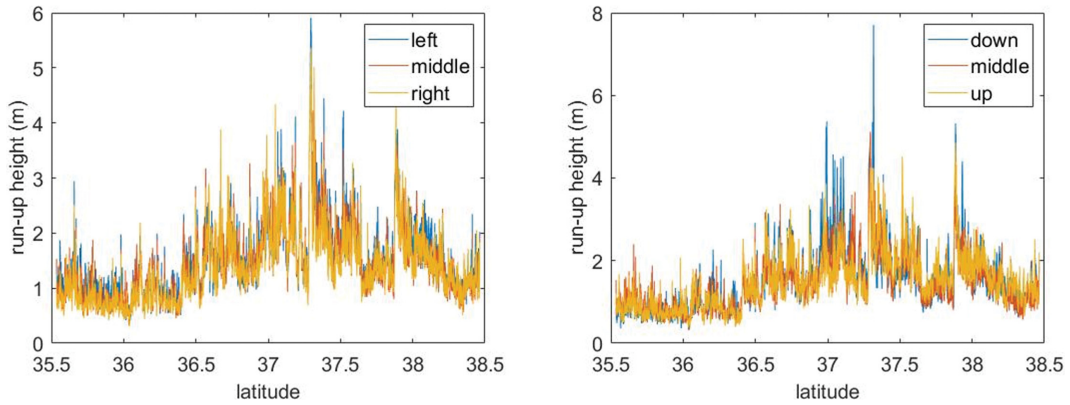 6
5
4
3
2
1
0
run-up height (m)
left
middle
right
35.5 36 36.5 37 37.5 38 38.5
latitude
8
6
4
2
0
run-up height (m)
down
middle
up
35.5 36 36.5 37 37.5 38 38.5
latitude